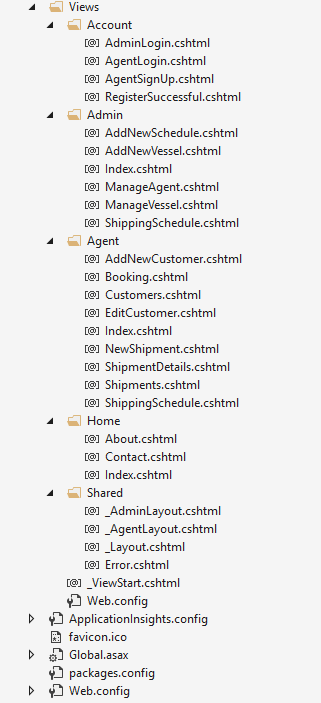 Views
Account
AdminLogin.cshtml
AgentLogin.cshtml
AgentSignUp.cshtml
RegisterSuccessful.cshtml
Admin
AddNewSchedule.cshtml
AddNewVessel.cshtml
Index.cshtml
ManageAgent.cshtml
ManageVessel.cshtml
ShippingSchedule.cshtml
Agent
AddNewCustomer.cshtml
Booking.cshtml
Customers.cshtml
EditCustomer.cshtml
Index.cshtml
NewShipment.cshtml
ShipmentDetails.cshtml
Shipments.cshtml
ShippingSchedule.cshtml
Home
About.cshtml
Contact.cshtml
Index.cshtml
Shared
_AdminLayout.cshtml
_AgentLayout.cshtml
_Layout.cshtml
Error.cshtml
_ViewStart.cshtml
Web.config
ApplicationInsights.config
favicon.ico
Global.asax
packages.config
Web.config